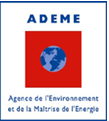 ADEME
Agence de l'Environnement
et de la Maîtrise de l'Energie